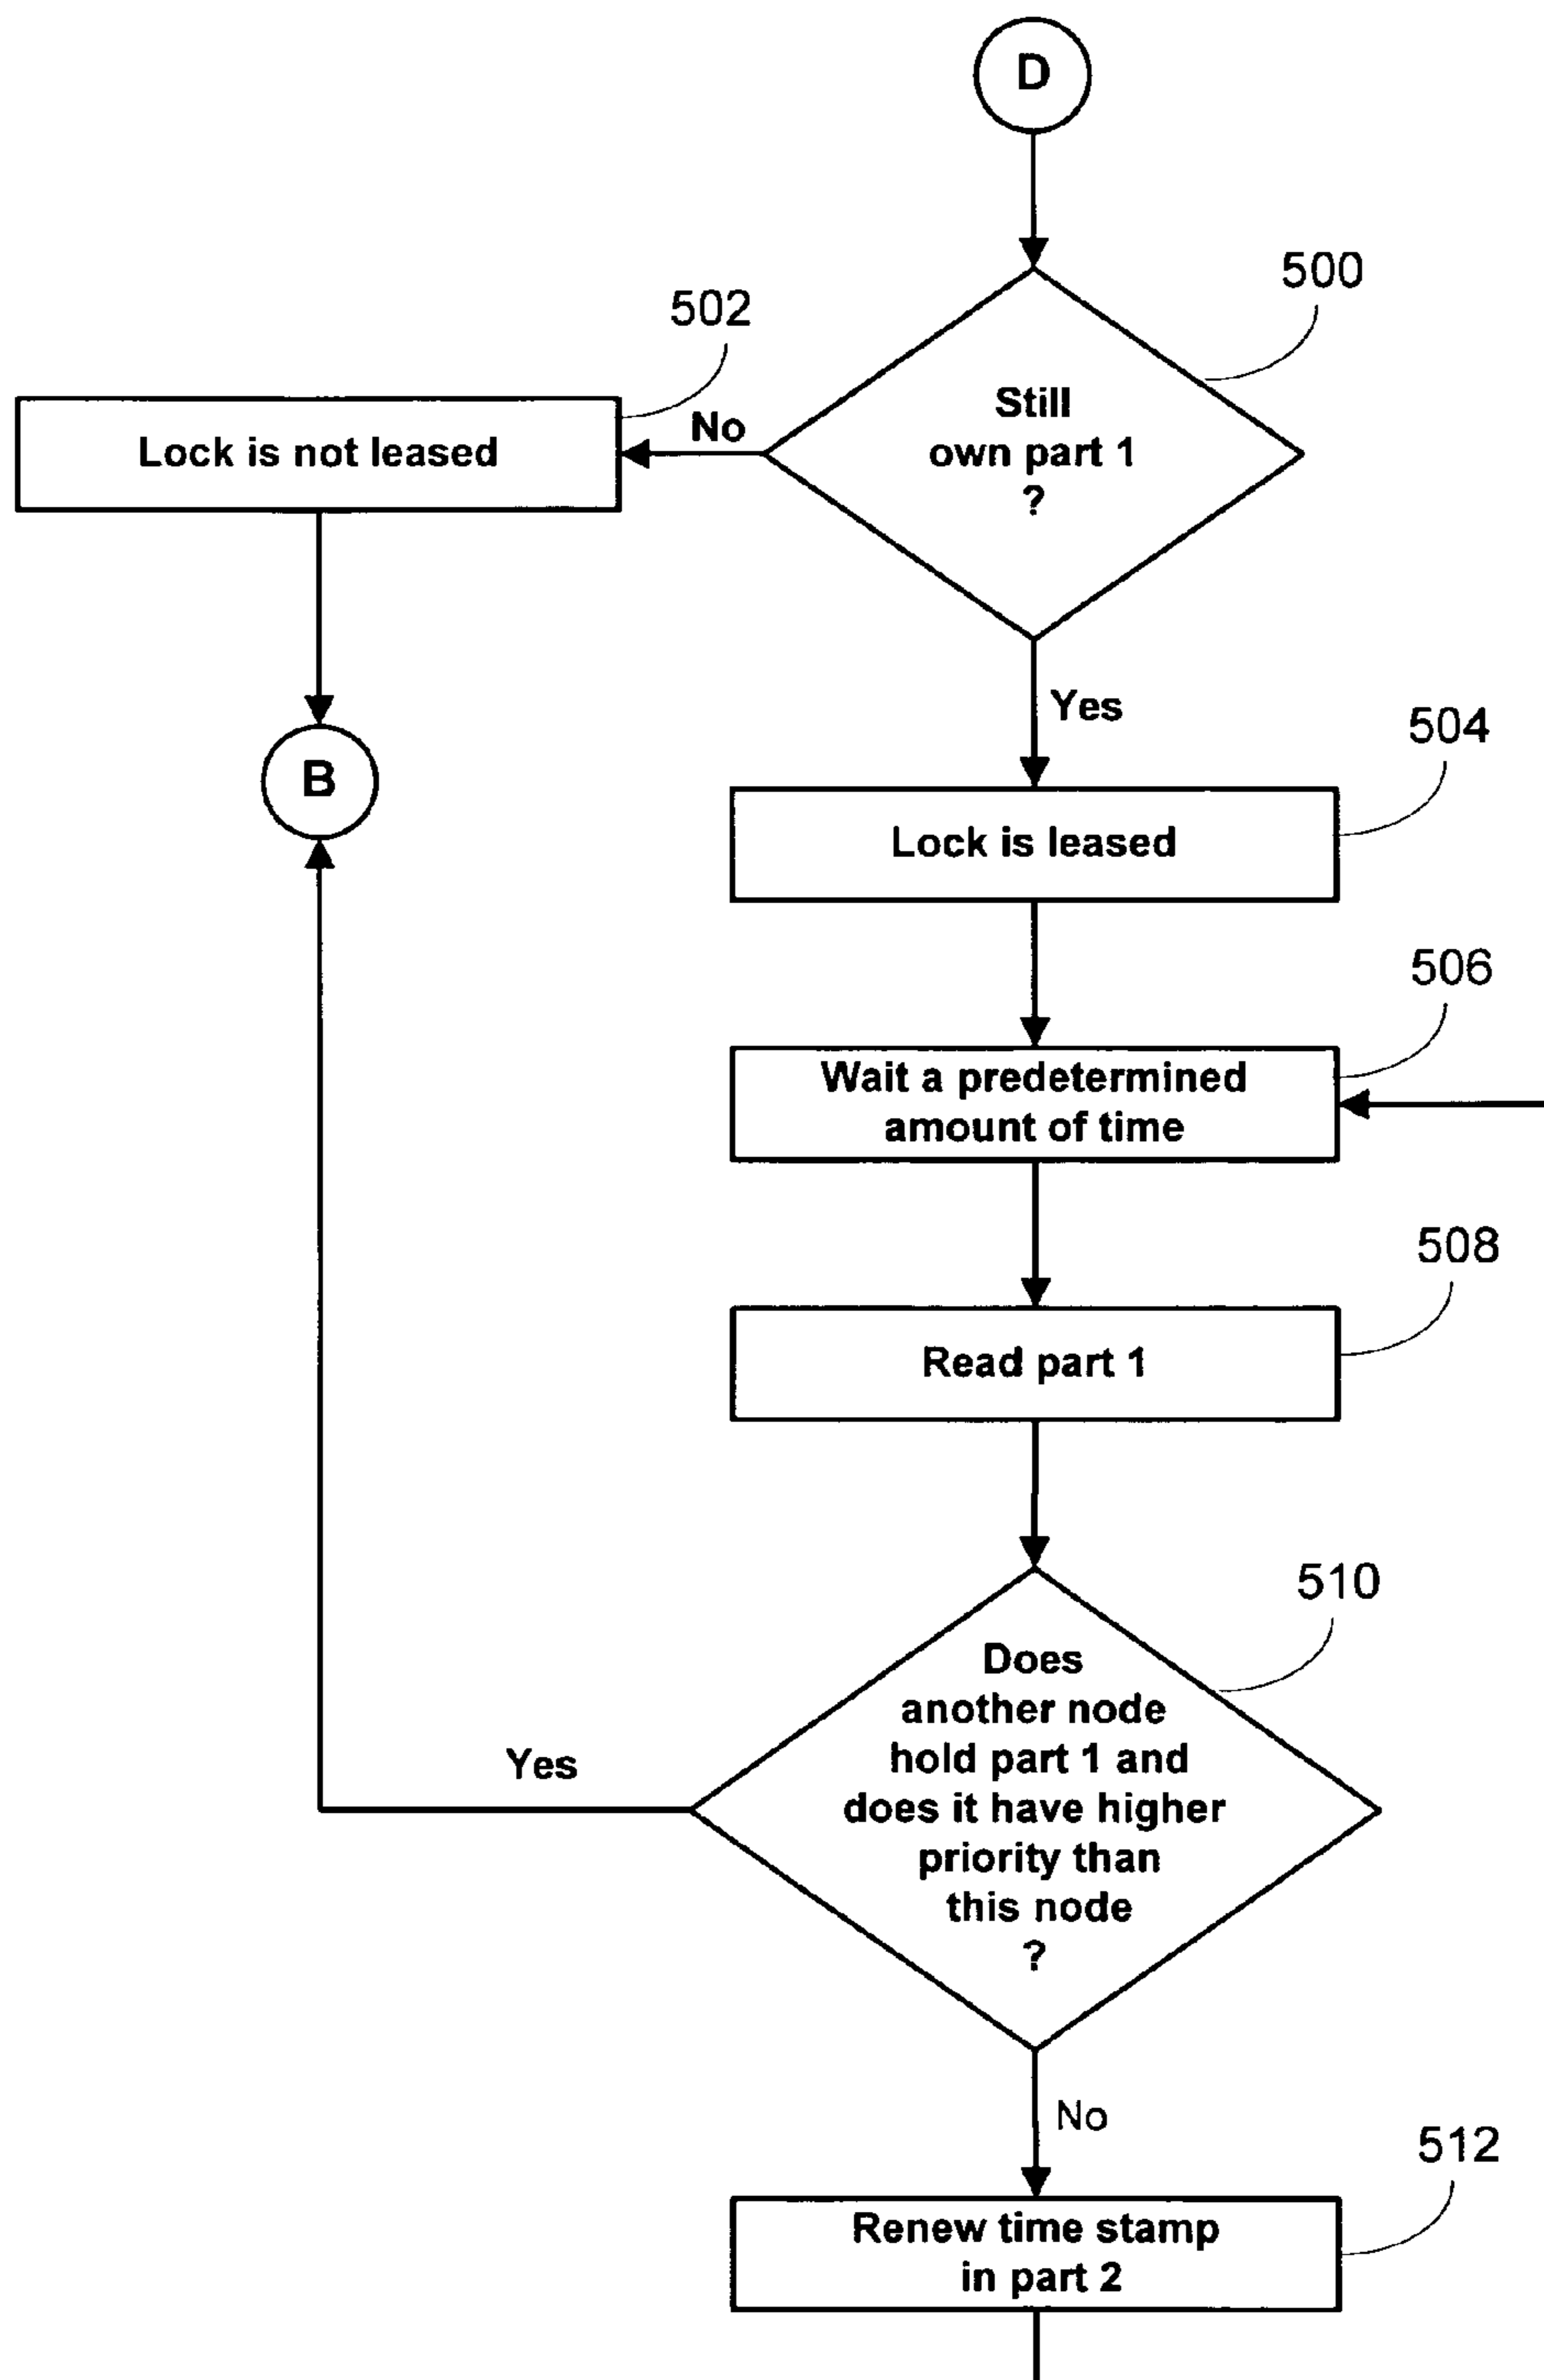 D
500
502
Still
own part 1
?
No
Lock is not leased
Yes
504
B
Lock is leased
506
Wait a predetermined
amount of time
508
Read part 1
510
Does
another node
hold part 1 and
does it have higher
priority than
this node
?
Yes
No
512
Renew time stamp
in part 2